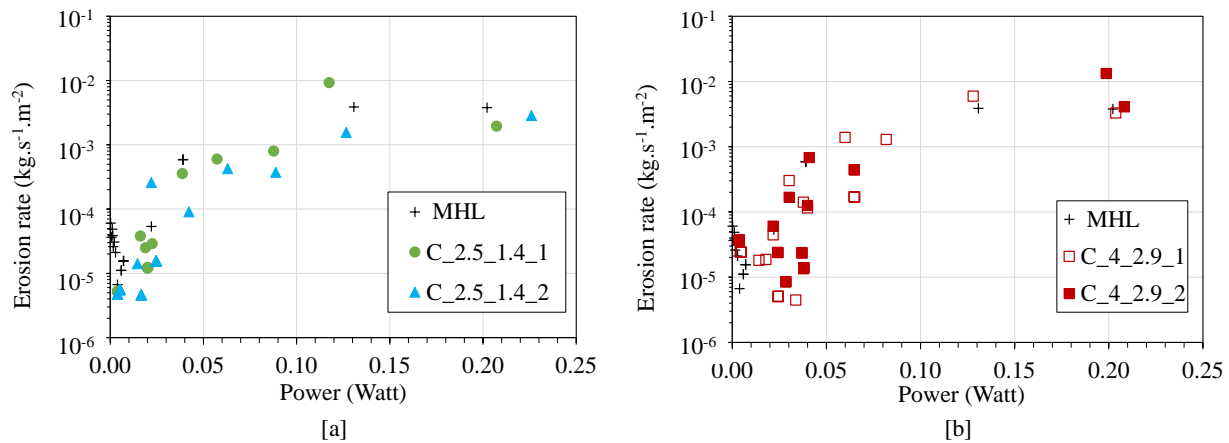 10⁻¹
10⁻²
10⁻³
10⁻⁴
10⁻⁵
10⁻⁶
Erosion rate (kg.s⁻¹.m⁻²)
MHL
C_2.5_1.4_1
C_2.5_1.4_2
0.00 0.05 0.10 0.15 0.20 0.25
Power (Watt)
[a]
10⁻¹
10⁻²
10⁻³
10⁻⁴
10⁻⁵
10⁻⁶
Erosion rate (kg.s⁻¹.m⁻²)
MHL
C_4_2.9_1
C_4_2.9_2
0.00 0.05 0.10 0.15 0.20 0.25
Power (Watt)
[b]